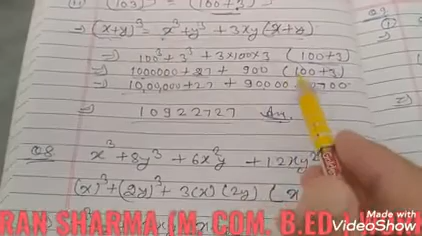 (103)³ = (100+3)³
⇒ (x+y)³ = x³+y³ + 3xy(x+y)
⇒ 100³ + 3³ + 3×100×3 (100+3)
⇒ 1000000 + 27 + 900 (100+3)
⇒ 10,00,000 + 27 + 90000
⇒ 10922727 Ans.
Q8 x³ + 8y³ + 6x²y + 12xy²
(x)³+(2y)³ + 3(x)(2y) (x
RAN SHARMA (M. COM. B.ED
Made with
VideoShow